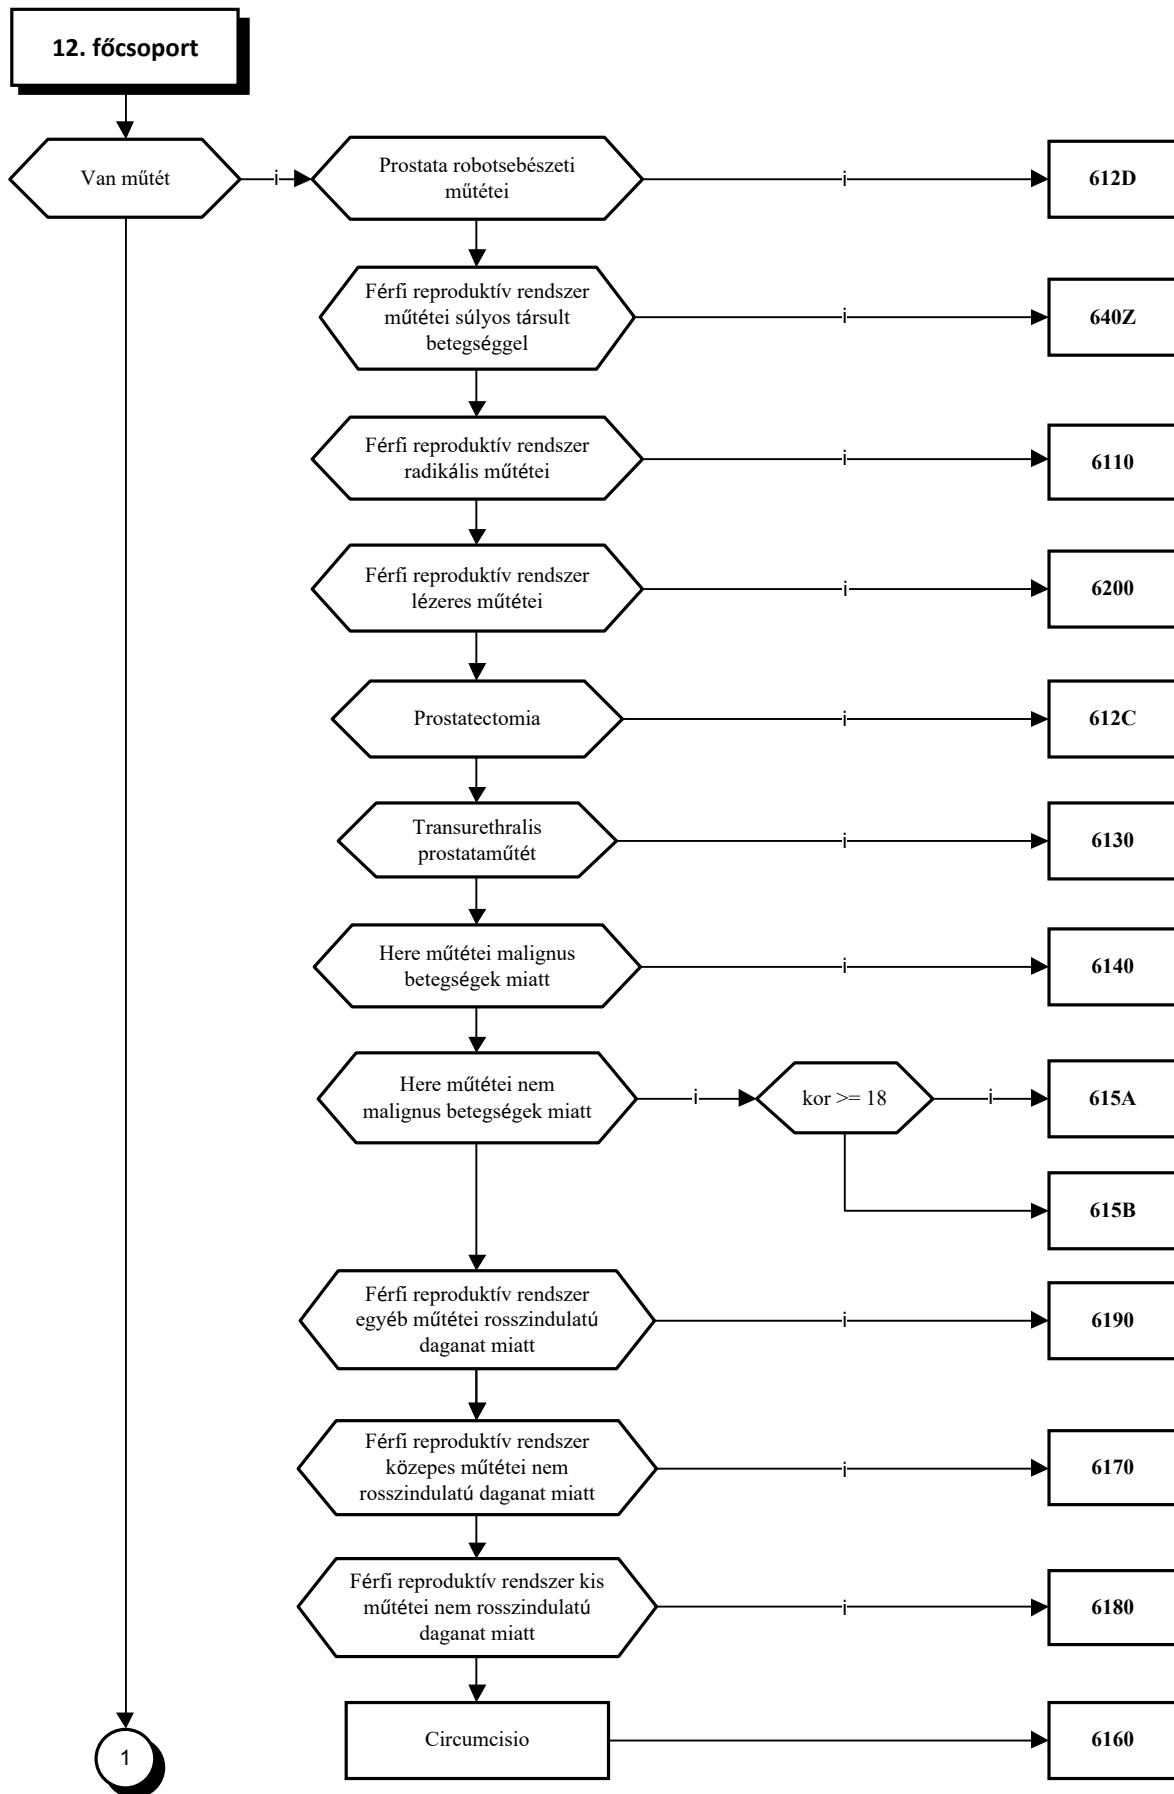 12. főcsoport
Van műtét
i
Prostata robotsebészeti
műtétei
i
612D
Férfi reproduktív rendszer
műtétei súlyos társult
betegséggel
i
640Z
Férfi reproduktív rendszer
radikális műtétei
i
6110
Férfi reproduktív rendszer
lézeres műtétei
i
6200
Prostatectomia
i
612C
Transurethralis
prostataműtét
i
6130
Here műtétei malignus
betegségek miatt
i
6140
Here műtétei nem
malignus betegségek miatt
i
kor >= 18
i
615A
615B
Férfi reproduktív rendszer
egyéb műtétei rosszindulatú
daganat miatt
i
6190
Férfi reproduktív rendszer
közepes műtétei nem
rosszindulatú daganat miatt
i
6170
Férfi reproduktív rendszer kis
műtétei nem rosszindulatú
daganat miatt
i
6180
Circumcisio
6160
1